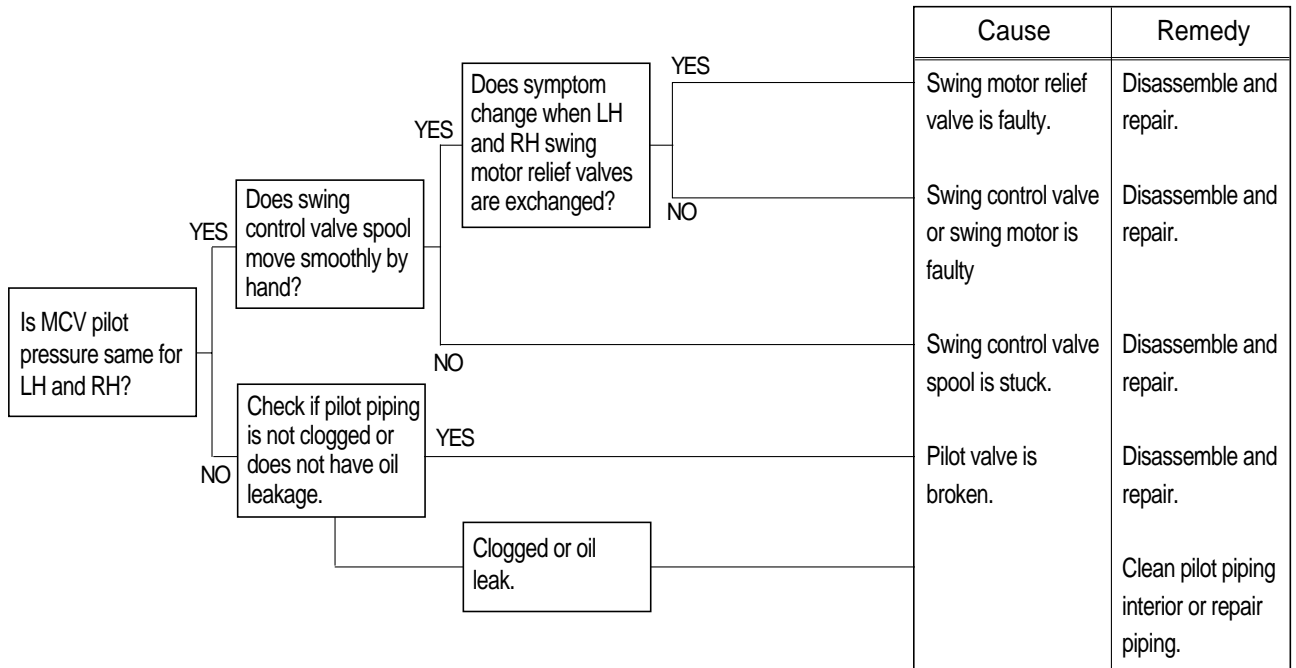 Is MCV pilot
pressure same for
LH and RH?
YES
Does swing
control valve spool
move smoothly by
hand?
YES
Does symptom
change when LH
and RH swing
motor relief valves
are exchanged?
YES
NO
NO
NO
Check if pilot piping
is not clogged or
does not have oil
leakage.
YES
Clogged or oil
leak.
Cause
Remedy
Swing motor relief
valve is faulty.
Disassemble and
repair.
Swing control valve
or swing motor is
faulty
Disassemble and
repair.
Swing control valve
spool is stuck.
Disassemble and
repair.
Pilot valve is
broken.
Disassemble and
repair.
Clean pilot piping
interior or repair
piping.